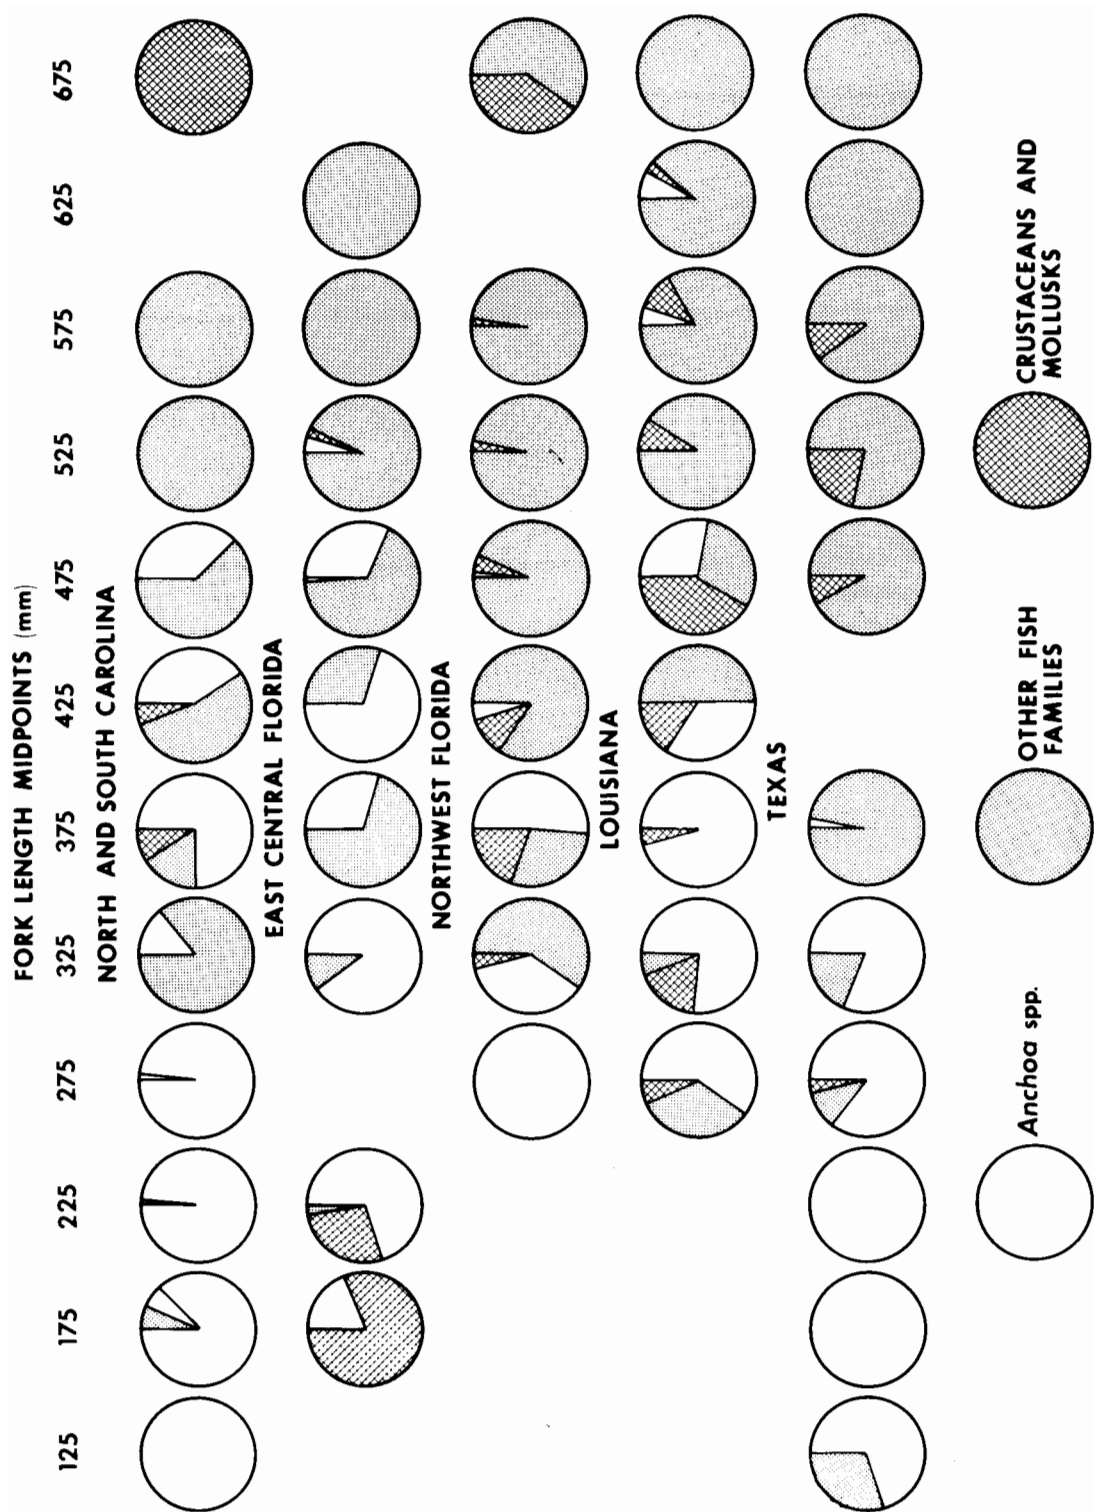 FORK LENGTH MIDPOINTS (mm)
125 175 225 275 325 375 425 475 525 575 625 675
NORTH AND SOUTH CAROLINA
EAST CENTRAL FLORIDA
NORTHWEST FLORIDA
LOUISIANA
TEXAS
Anchoa spp.
OTHER FISH
FAMILIES
CRUSTACEANS AND
MOLLUSKS